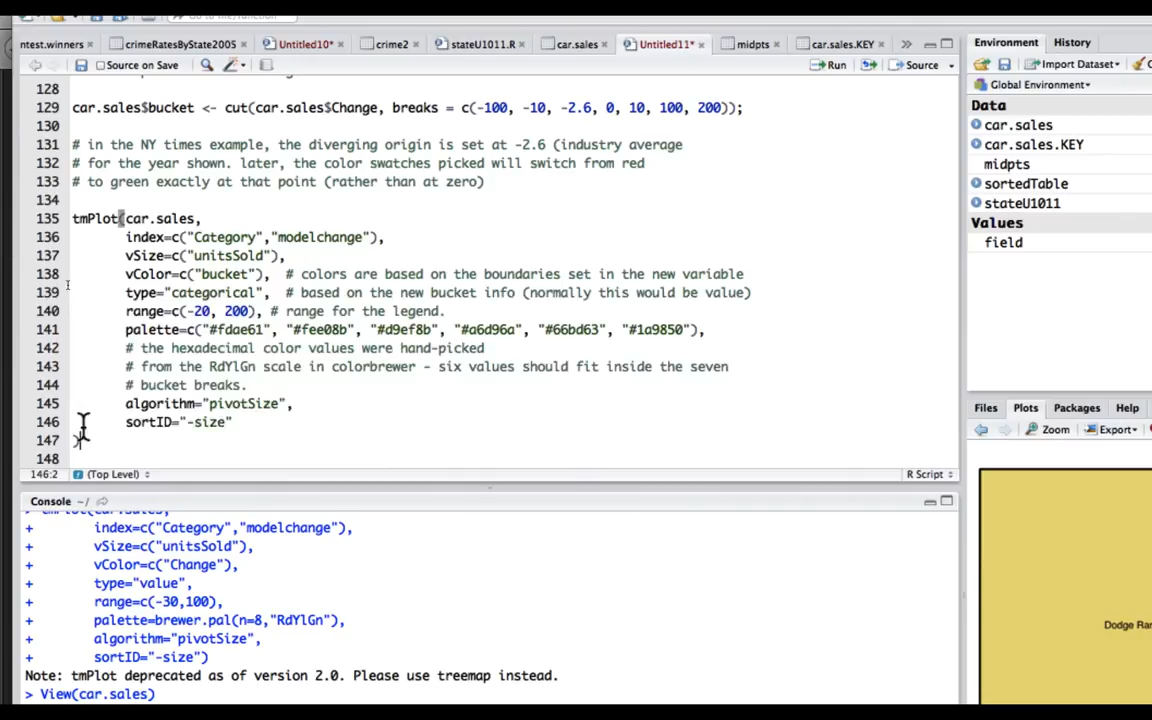 Go to file/function
ntest.winners × crimeRatesByState2005 × Untitled10* × crime2 × stateU1011.R × car.sales × Untitled11* × midpts × car.sales.KEY ×
Source on Save Run Source
128
129 car.sales$bucket <- cut(car.sales$Change, breaks = c(-100, -10, -2.6, 0, 10, 100, 200));
130
131 # in the NY times example, the diverging origin is set at -2.6 (industry average
132 # for the year shown. later, the color swatches picked will switch from red
133 # to green exactly at that point (rather than at zero)
134
135 tmPlot(car.sales,
136 index=c("Category","modelchange"),
137 vSize=c("unitsSold"),
138 vColor=c("bucket"), # colors are based on the boundaries set in the new variable
139 type="categorical", # based on the new bucket info (normally this would be value)
140 range=c(-20, 200), # range for the legend.
141 palette=c("#fdae61", "#fee08b", "#d9ef8b", "#a6d96a", "#66bd63", "#1a9850"),
142 # the hexadecimal color values were hand-picked
143 # from the RdYlGn scale in colorbrewer - six values should fit inside the seven
144 # bucket breaks.
145 algorithm="pivotSize",
146 sortID="-size"
147 )
148
146:2 (Top Level) R Script
Console ~/
> tmPlot(car.sales,
+ index=c("Category","modelchange"),
+ vSize=c("unitsSold"),
+ vColor=c("Change"),
+ type="value",
+ range=c(-30,100),
+ palette=brewer.pal(n=8,"RdYlGn"),
+ algorithm="pivotSize",
+ sortID="-size")
Note: tmPlot deprecated as of version 2.0. Please use treemap instead.
> View(car.sales)
Environment History
Import Dataset
Global Environment
Data
car.sales
car.sales.KEY
midpts
sortedTable
stateU1011
Values
field
Files Plots Packages Help
Zoom Export
Dodge Ra